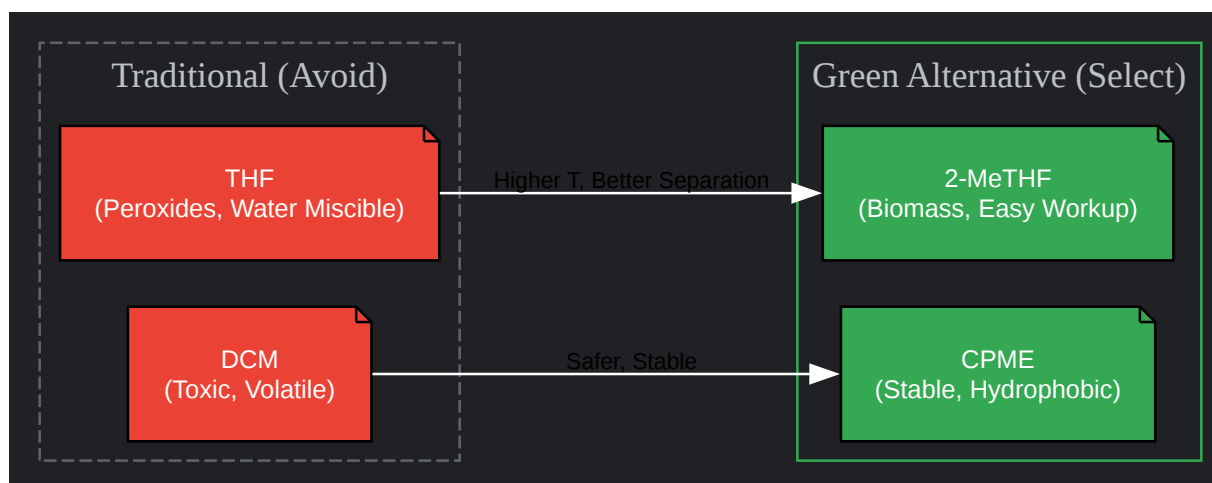 Traditional (Avoid)
Green Alternative (Select)
THF
(Peroxides, Water Miscible)
Higher T, Better Separation
2-MeTHF
(Biomass, Easy Workup)
DCM
(Toxic, Volatile)
Safer, Stable
CPME
(Stable, Hydrophobic)